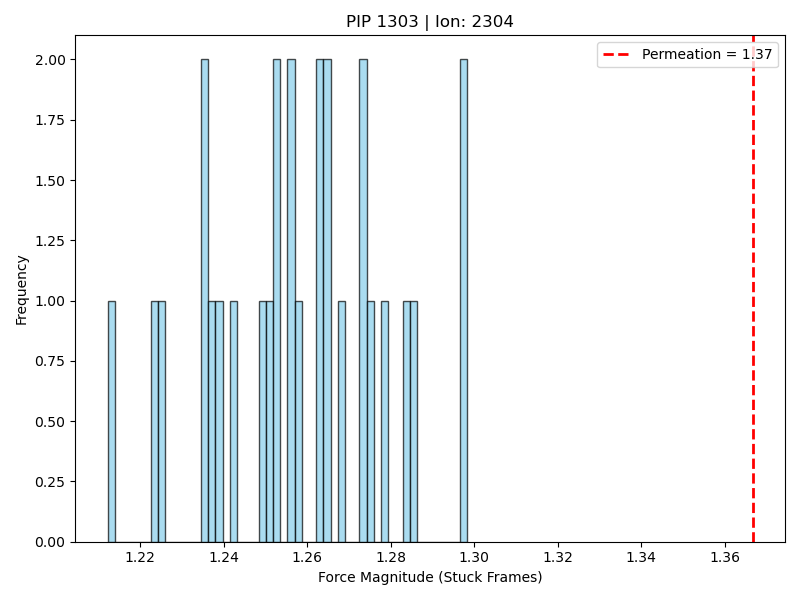 PIP 1303 | Ion: 2304
Permeation = 1.37
Frequency
2.00
1.75
1.50
1.25
1.00
0.75
0.50
0.25
0.00
1.22 1.24 1.26 1.28 1.30 1.32 1.34 1.36
Force Magnitude (Stuck Frames)